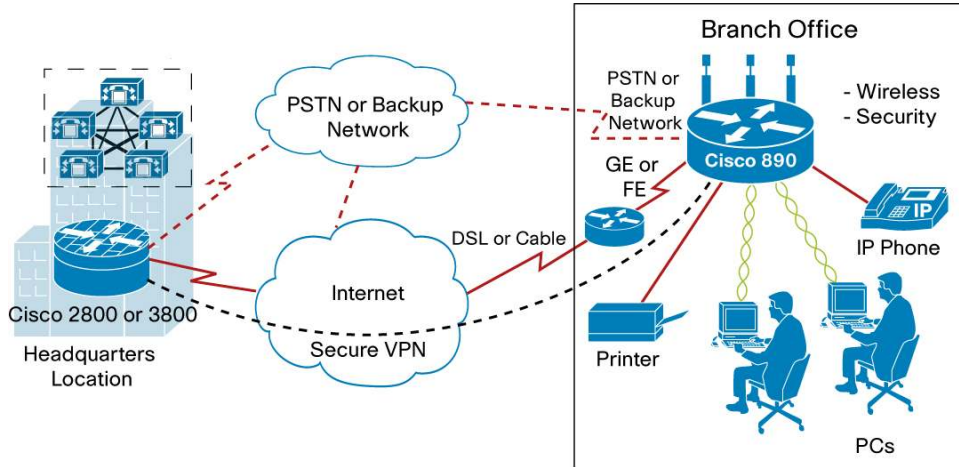 Branch Office
PSTN or Backup
Network
PSTN or
Backup
Network
- Wireless
- Security
Cisco 890
GE or
FE
IP
IP Phone
DSL or Cable
Internet
Cisco 2800 or 3800
Secure VPN
Headquarters
Location
Printer
PCs